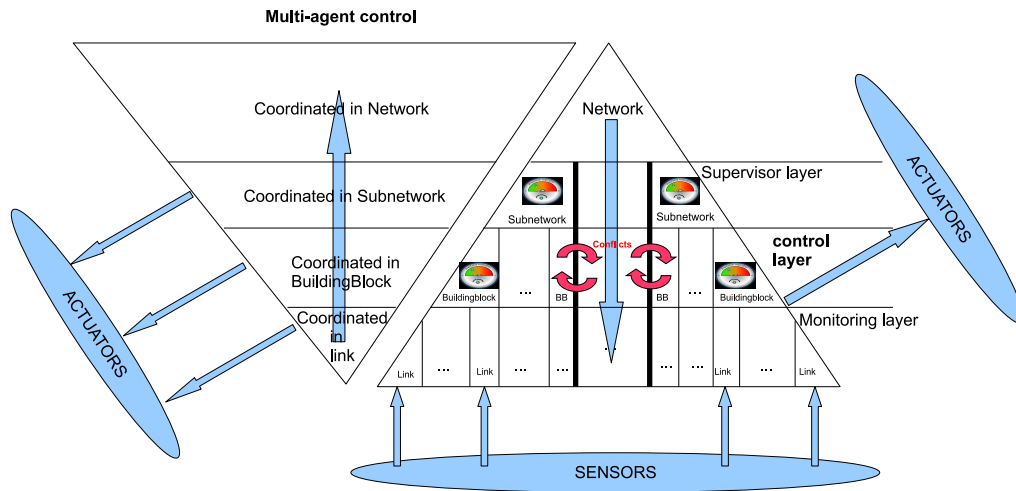 Multi-agent control
Coordinated in Network
Network
Coordinated in Subnetwork
Supervisor layer
Subnetwork
Subnetwork
Conflicts
control
layer
Coordinated in
BuildingBlock
Buildingblock
...
BB
BB
...
Buildingblock
Coordinated
in
link
Monitoring layer
...
Link
...
Link
...
...
...
...
Link
...
Link
ACTUATORS
ACTUATORS
SENSORS